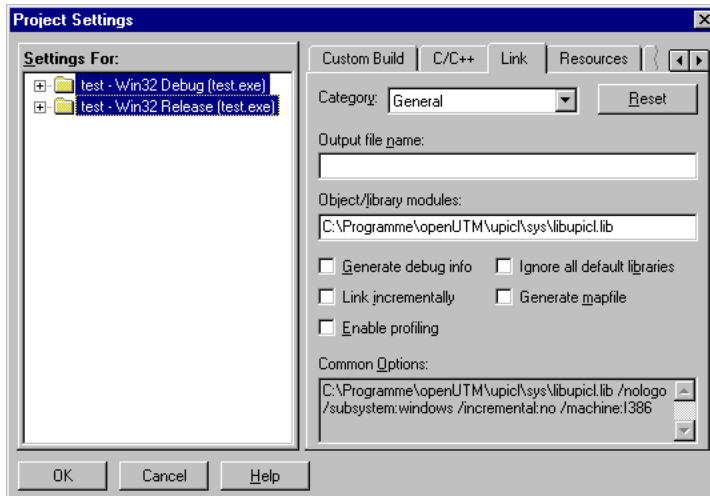 Project Settings
Settings For:
test - Win32 Debug (test.exe)
test - Win32 Release (test.exe)
Custom Build
C/C++
Link
Resources
Category:
General
Reset
Output file name:
Object/library modules:
C:\Programme\openUTM\upicl\sys\libupicl.lib
Generate debug info
Ignore all default libraries
Link incrementally
Generate mapfile
Enable profiling
Common Options:
C:\Programme\openUTM\upicl\sys\libupicl.lib /nologo
/subsystem:windows /incremental:no /machine:I386
OK
Cancel
Help